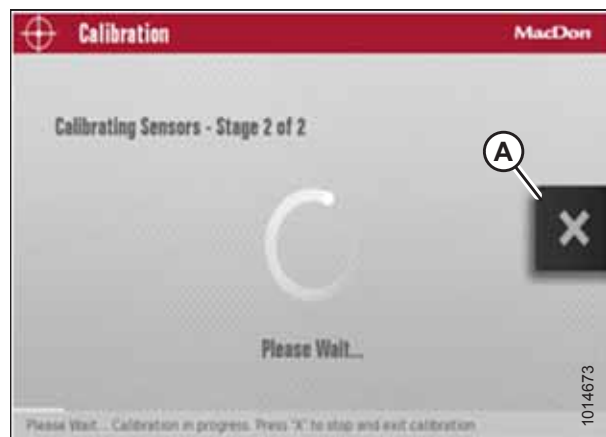 Calibration
MacDon
Calibrating Sensors - Stage 2 of 2
A
X
Please Wait...
1014673
Please Wait... Calibration in progress. Press "X" to stop and exit calibration